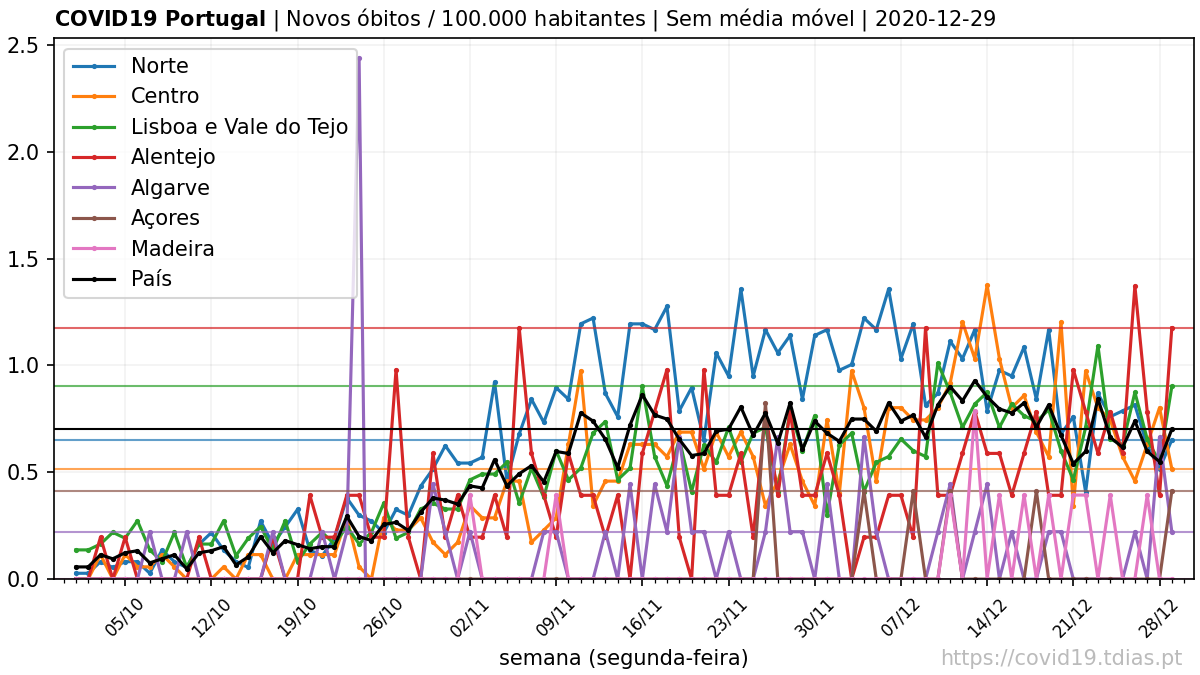 COVID19 Portugal | Novos óbitos / 100.000 habitantes | Sem média móvel | 2020-12-29
2.5
2.0
1.5
1.0
0.5
0.0
Norte
Centro
Lisboa e Vale do Tejo
Alentejo
Algarve
Açores
Madeira
País
05/10
12/10
19/10
26/10
02/11
09/11
16/11
23/11
30/11
07/12
14/12
21/12
28/12
semana (segunda-feira)
https://covid19.tdias.pt